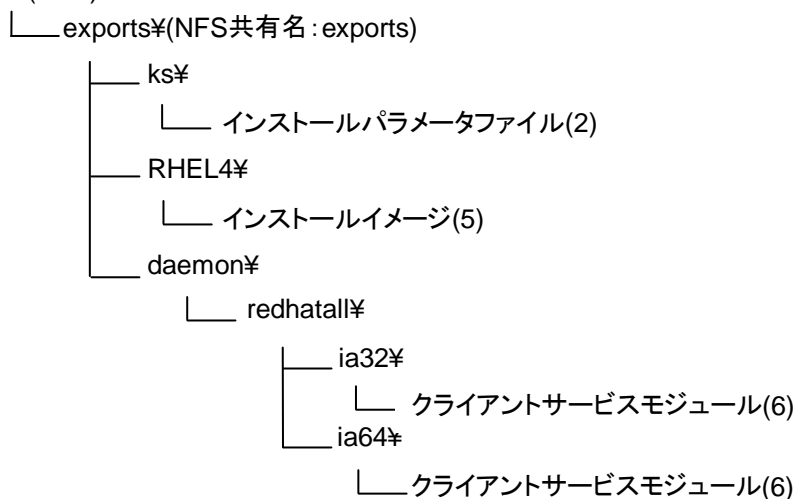 exports¥(NFS共有名:exports)
ks¥
インストールパラメータファイル(2)
RHEL4¥
インストールイメージ(5)
daemon¥
redhatall¥
ia32¥
クライアントサービスモジュール(6)
ia64¥
クライアントサービスモジュール(6)